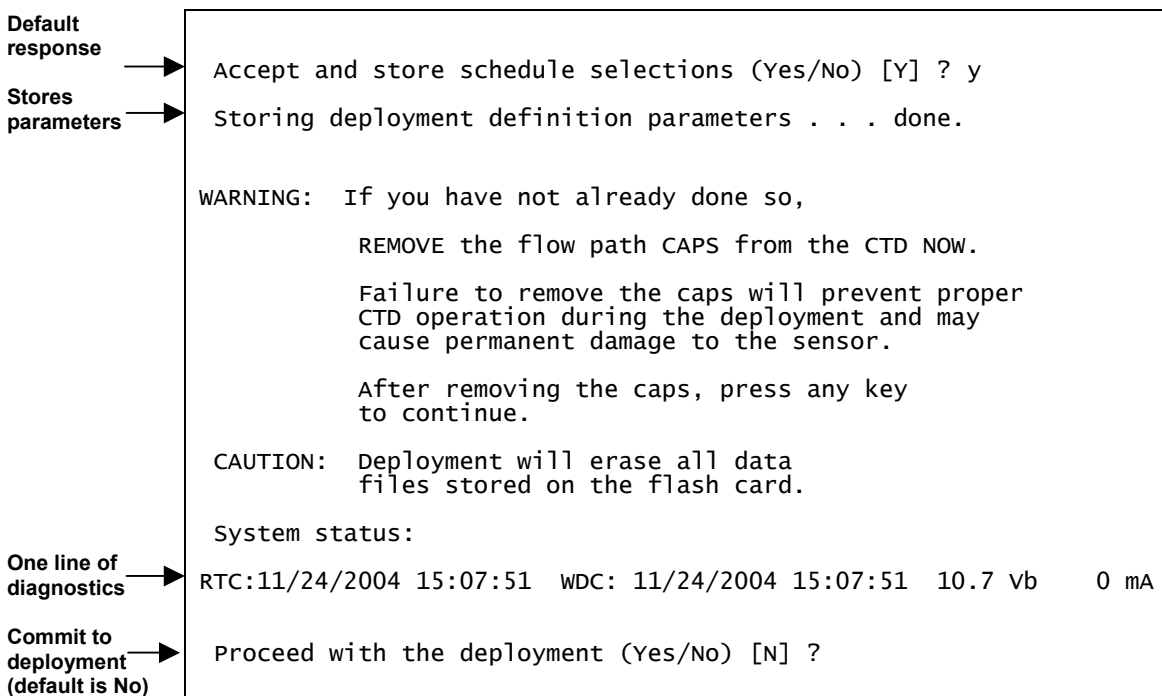 Default
response
Accept and store schedule selections (Yes/No) [Y] ? y
Stores
parameters
Storing deployment definition parameters . . . done.
WARNING: If you have not already done so,
REMOVE the flow path CAPS from the CTD NOW.
Failure to remove the caps will prevent proper
CTD operation during the deployment and may
cause permanent damage to the sensor.
After removing the caps, press any key
to continue.
CAUTION: Deployment will erase all data
files stored on the flash card.
System status:
One line of
diagnostics
RTC:11/24/2004 15:07:51 WDC: 11/24/2004 15:07:51 10.7 Vb 0 mA
Commit to
deployment
(default is No)
Proceed with the deployment (Yes/No) [N] ?